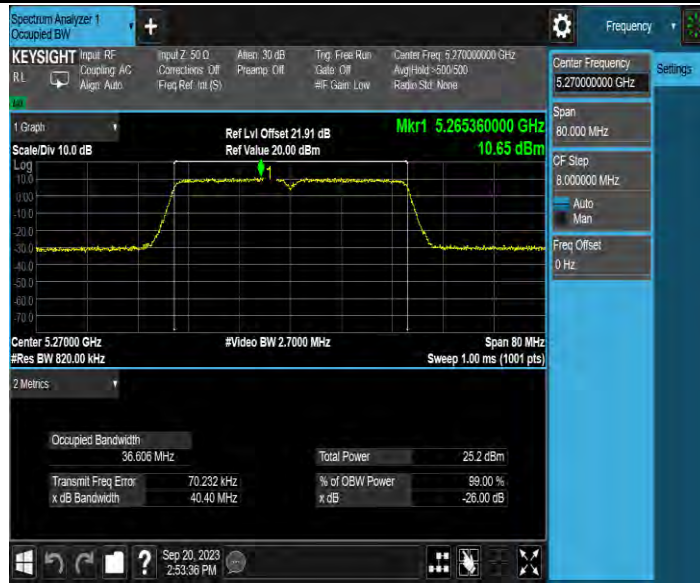 Spectrum Analyzer 1
Occupied BW
+
Frequency
KEYSIGHT
RL
Input: RF
Coupling: AC
Align: Auto
Input Z: 50 Ω
Corrections: Off
Freq Ref: Int (S)
Atten: 30 dB
Preamp: Off
Trig: Free Run
Gate: Off
#IF Gain: Low
Center Freq: 5.270000000 GHz
Avg|Hold:>500/500
Radio Std: None
Center Frequency
5.270000000 GHz
Settings
Span
80.000 MHz
CF Step
8.000000 MHz
Auto
Man
Freq Offset
0 Hz
1 Graph
Scale/Div 10.0 dB
Ref Lvl Offset 21.91 dB
Ref Value 20.00 dBm
Mkr1 5.265360000 GHz
10.65 dBm
Log
10.0
0.00
-10.0
-20.0
-30.0
-40.0
-50.0
-60.0
-70.0
1
Center 5.27000 GHz
#Video BW 2.7000 MHz
Span 80 MHz
#Res BW 820.00 kHz
Sweep 1.00 ms (1001 pts)
2 Metrics
Occupied Bandwidth
36.606 MHz
Total Power 25.2 dBm
Transmit Freq Error 70.232 kHz
% of OBW Power 99.00 %
x dB Bandwidth 40.40 MHz
x dB -26.00 dB
?
Sep 20, 2023
2:53:36 PM